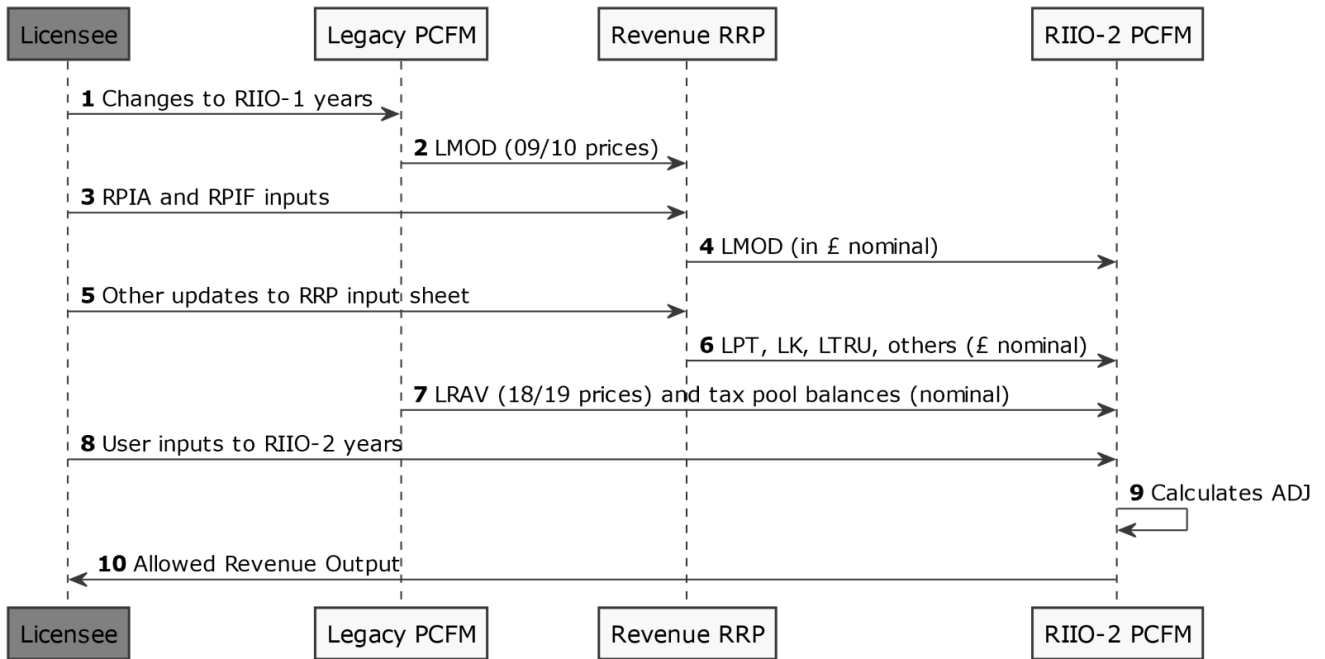 Licensee
Legacy PCFM
Revenue RRP
RIIO-2 PCFM
1 Changes to RIIO-1 years
2 LMOD (09/10 prices)
3 RPIA and RPIF inputs
4 LMOD (in £ nominal)
5 Other updates to RRP input sheet
6 LPT, LK, LTRU, others (£ nominal)
7 LRAV (18/19 prices) and tax pool balances (nominal)
8 User inputs to RIIO-2 years
9 Calculates ADJ
10 Allowed Revenue Output
Licensee
Legacy PCFM
Revenue RRP
RIIO-2 PCFM